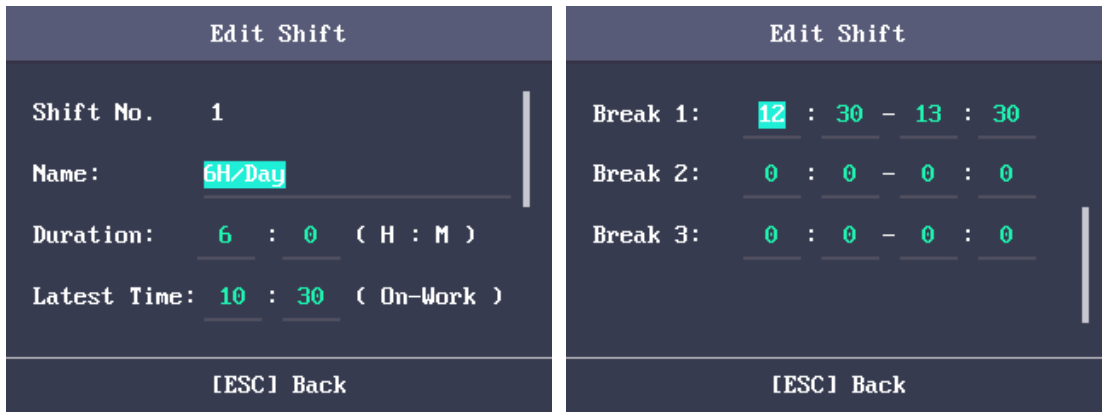 Edit Shift
Shift No. 1
Name: 6H/Day
Duration: 6 : 0 ( H : M )
Latest Time: 10 : 30 ( On-Work )
[ESC] Back
Edit Shift
Break 1: 12 : 30 - 13 : 30
Break 2: 0 : 0 - 0 : 0
Break 3: 0 : 0 - 0 : 0
[ESC] Back